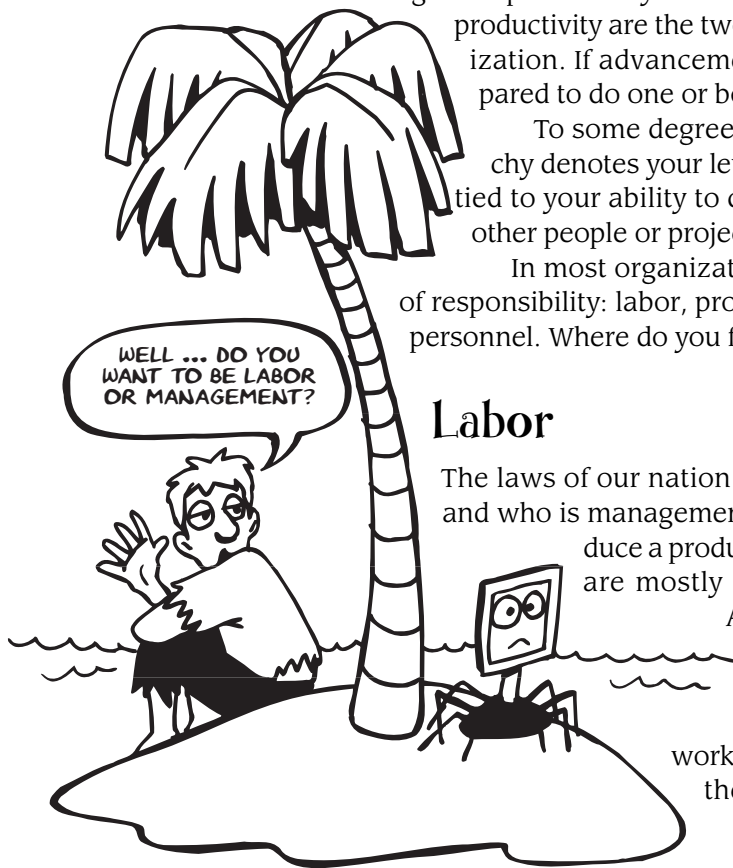 productivity are the tw
ization. If advanceme
pared to do one or b
To some degree
chy denotes your le
tied to your ability to
other people or proje
In most organizat
of responsibility: labor, pro
personnel. Where do you f
WELL ... DO YOU
WANT TO BE LABOR
OR MANAGEMENT?
Labor
The laws of our nation
and who is managemen
duce a produ
are mostly
work
the